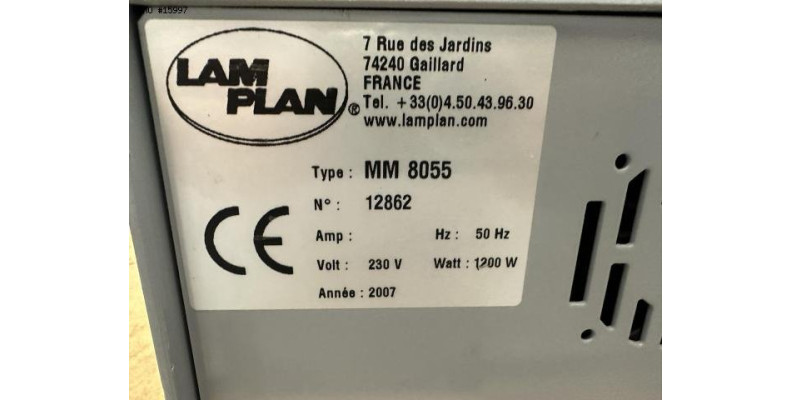 #15997
LAM
PLAN
®
7 Rue des Jardins
74240 Gaillard
FRANCE
Tel. +33(0)4.50.43.96.30
www.lamplan.com
Type : MM 8055
N° : 12862
Amp : Hz : 50 Hz
Volt : 230 V Watt : 1200 W
Année : 2007
CE